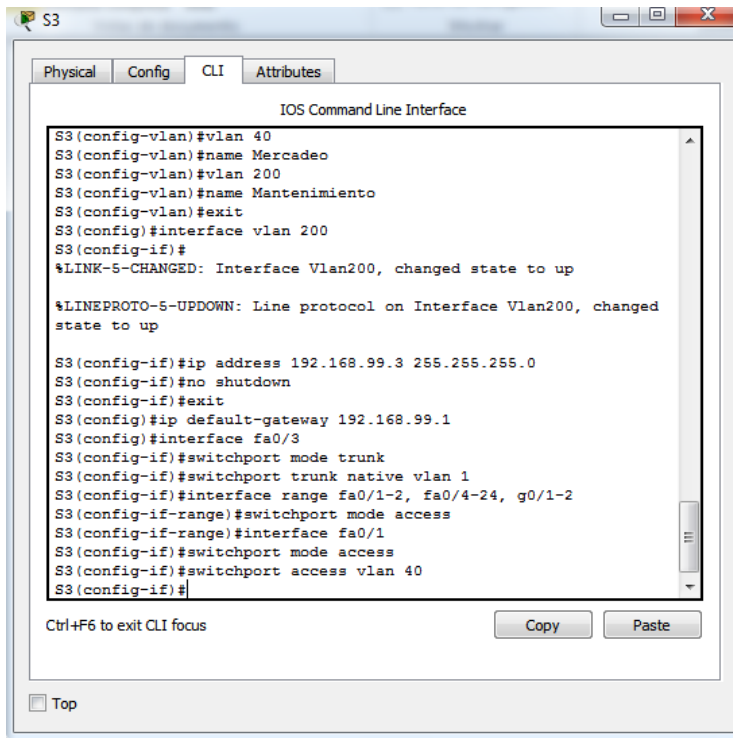 S3
Physical Config CLI Attributes
IOS Command Line Interface
S3(config-vlan)#vlan 40
S3(config-vlan)#name Mercadeo
S3(config-vlan)#vlan 200
S3(config-vlan)#name Mantenimiento
S3(config-vlan)#exit
S3(config)#interface vlan 200
S3(config-if)#
%LINK-5-CHANGED: Interface Vlan200, changed state to up
%LINEPROTO-5-UPDOWN: Line protocol on Interface Vlan200, changed
state to up
S3(config-if)#ip address 192.168.99.3 255.255.255.0
S3(config-if)#no shutdown
S3(config-if)#exit
S3(config)#ip default-gateway 192.168.99.1
S3(config)#interface fa0/3
S3(config-if)#switchport mode trunk
S3(config-if)#switchport trunk native vlan 1
S3(config-if)#interface range fa0/1-2, fa0/4-24, g0/1-2
S3(config-if-range)#switchport mode access
S3(config-if-range)#interface fa0/1
S3(config-if)#switchport mode access
S3(config-if)#switchport access vlan 40
S3(config-if)#
Ctrl+F6 to exit CLI focus Copy Paste
Top